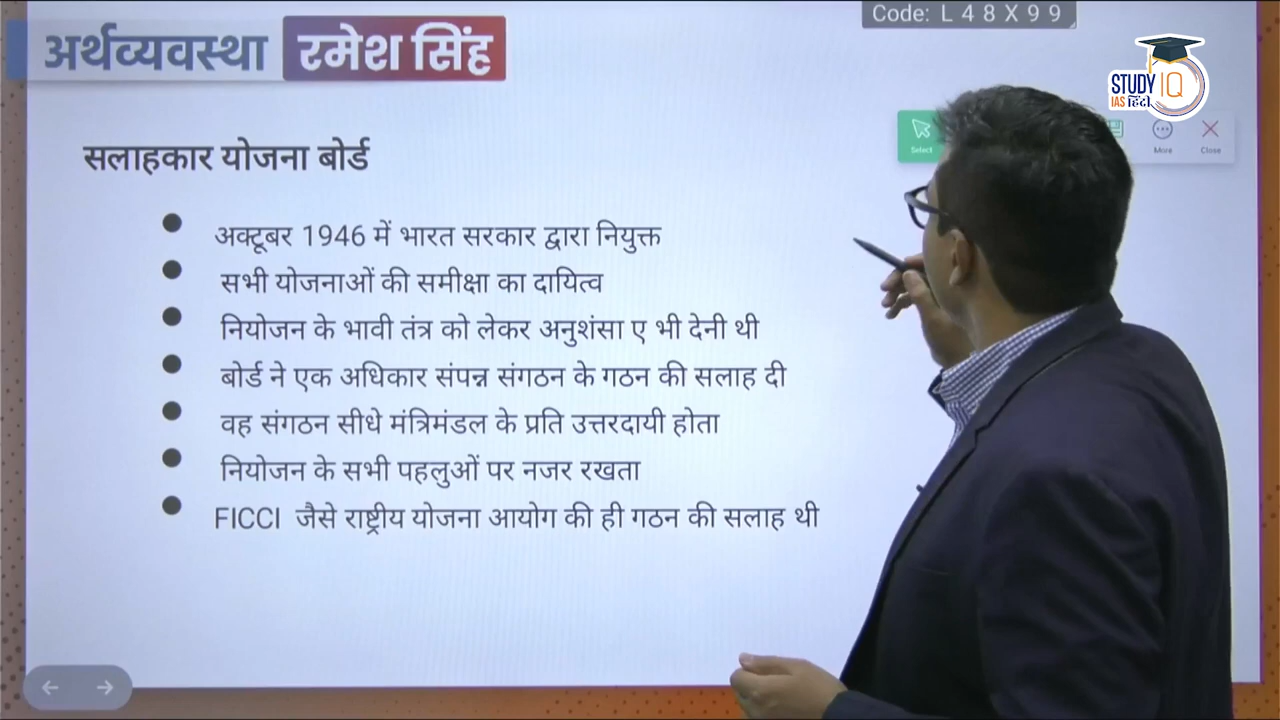 Code: L 4 8 X 9 9
अर्थव्यवस्था रमेश सिंह
STUDY IQ
IAS हिंदी
Select
More
Close
सलाहकार योजना बोर्ड
● अक्टूबर 1946 में भारत सरकार द्वारा नियुक्त
● सभी योजनाओं की समीक्षा का दायित्व
● नियोजन के भावी तंत्र को लेकर अनुशंसा ए भी देनी थी
● बोर्ड ने एक अधिकार संपन्न संगठन के गठन की सलाह दी
● वह संगठन सीधे मंत्रिमंडल के प्रति उत्तरदायी होता
● नियोजन के सभी पहलुओं पर नजर रखता
● FICCI जैसे राष्ट्रीय योजना आयोग की ही गठन की सलाह थी